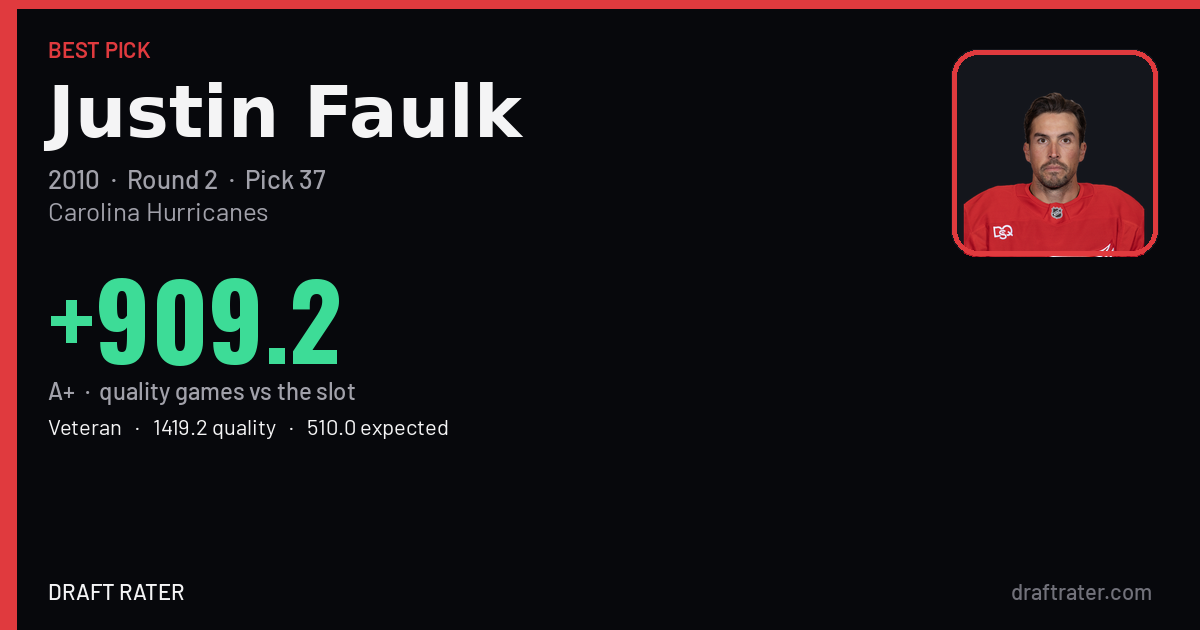 BEST PICK
Justin Faulk
2010 · Round 2 · Pick 37
Carolina Hurricanes
+909.2
A+ · quality games vs the slot
Veteran · 1419.2 quality · 510.0 expected
DRAFT RATER
draftrater.com